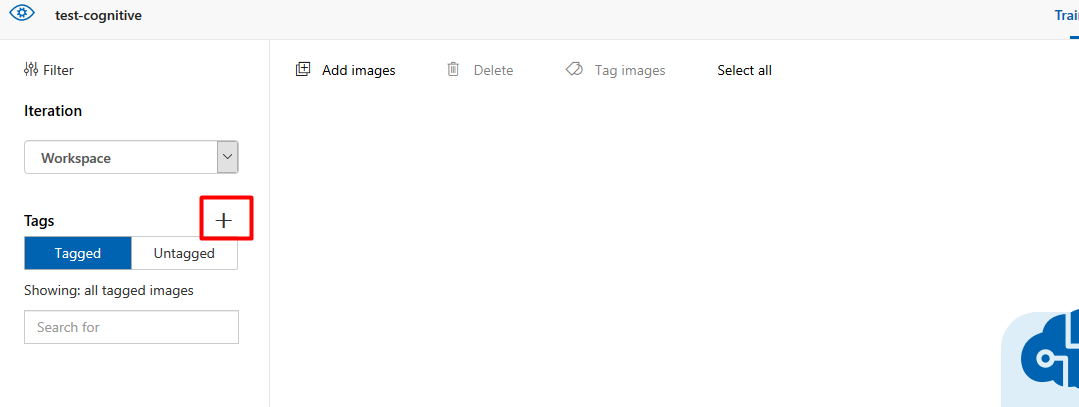 test-cognitive
Filter
Add images
Delete
Tag images
Select all
Iteration
Workspace
Tags
Tagged
Untagged
Showing: all tagged images
Search for